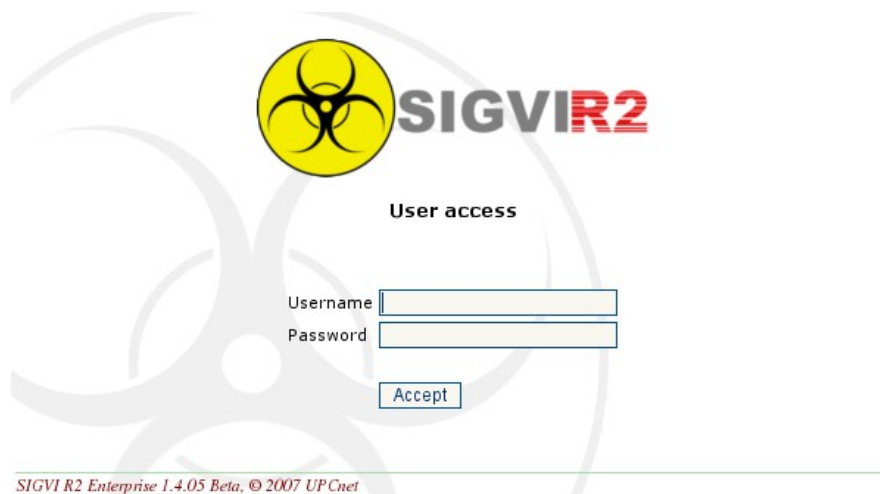 SIGVIR2
User access
Username
Password
Accept
SIGVI R2 Enterprise 1.4.05 Beta, © 2007 UPCnet